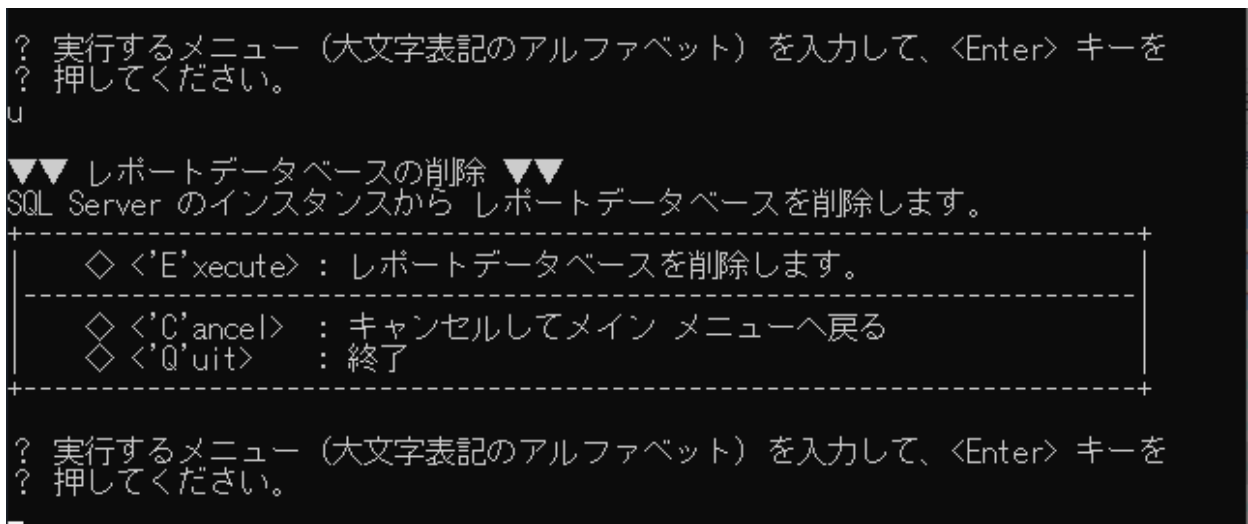 ? 実行するメニュー（大文字表記のアルファベット）を入力して、<Enter> キーを
? 押してください。
u
▼▼ レポートデータベースの削除 ▼▼
SQL Server のインスタンスから レポートデータベースを削除します。
+----------------------------------------------------------------------+
| ◇ <'E'xecute> : レポートデータベースを削除します。 |
|----------------------------------------------------------------------|
| ◇ <'C'ancel> : キャンセルしてメイン メニューへ戻る |
| ◇ <'Q'uit> : 終了 |
+----------------------------------------------------------------------+
? 実行するメニュー（大文字表記のアルファベット）を入力して、<Enter> キーを
? 押してください。